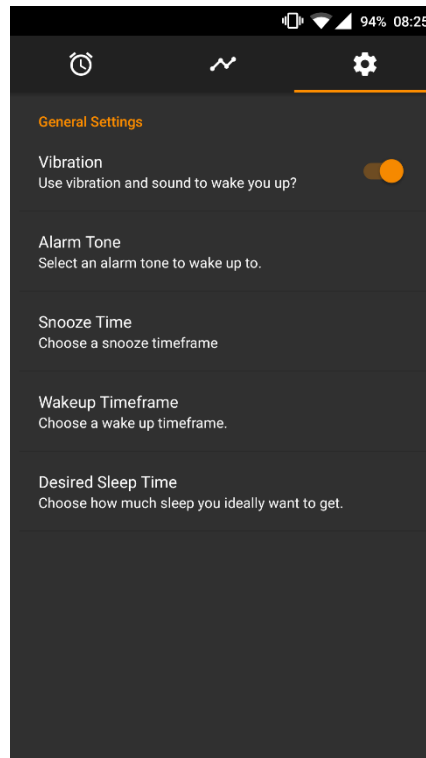 94% 08:25
General Settings
Vibration
Use vibration and sound to wake you up?
Alarm Tone
Select an alarm tone to wake up to.
Snooze Time
Choose a snooze timeframe
Wakeup Timeframe
Choose a wake up timeframe.
Desired Sleep Time
Choose how much sleep you ideally want to get.